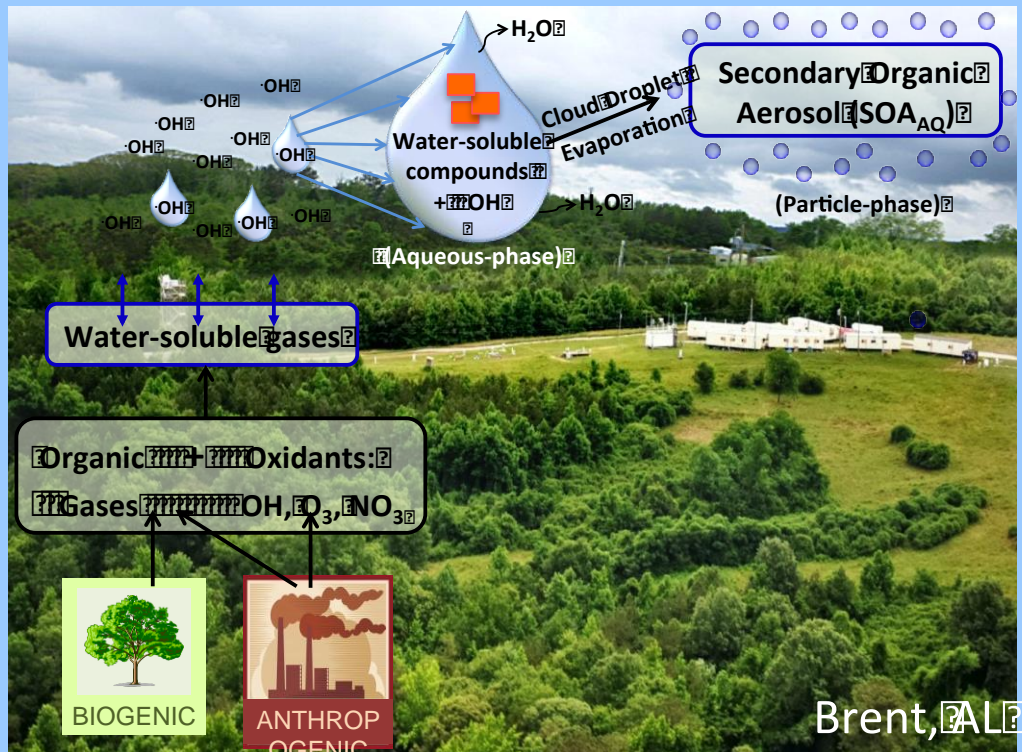 H2O
·OH
·OH
·OH
·OH
·OH
·OH
·OH
·OH
·OH
·OH
·OH
·OH
·OH
Water-soluble
compounds
+ OH
H2O
(Aqueous-phase)
Cloud Droplet
Evaporation
Secondary Organic
Aerosol (SOAAQ)
(Particle-phase)
Water-soluble gases
Organic + Oxidants:
Gases OH, O3, NO3
BIOGENIC
ANTHROP
OGENIC
Brent, AL